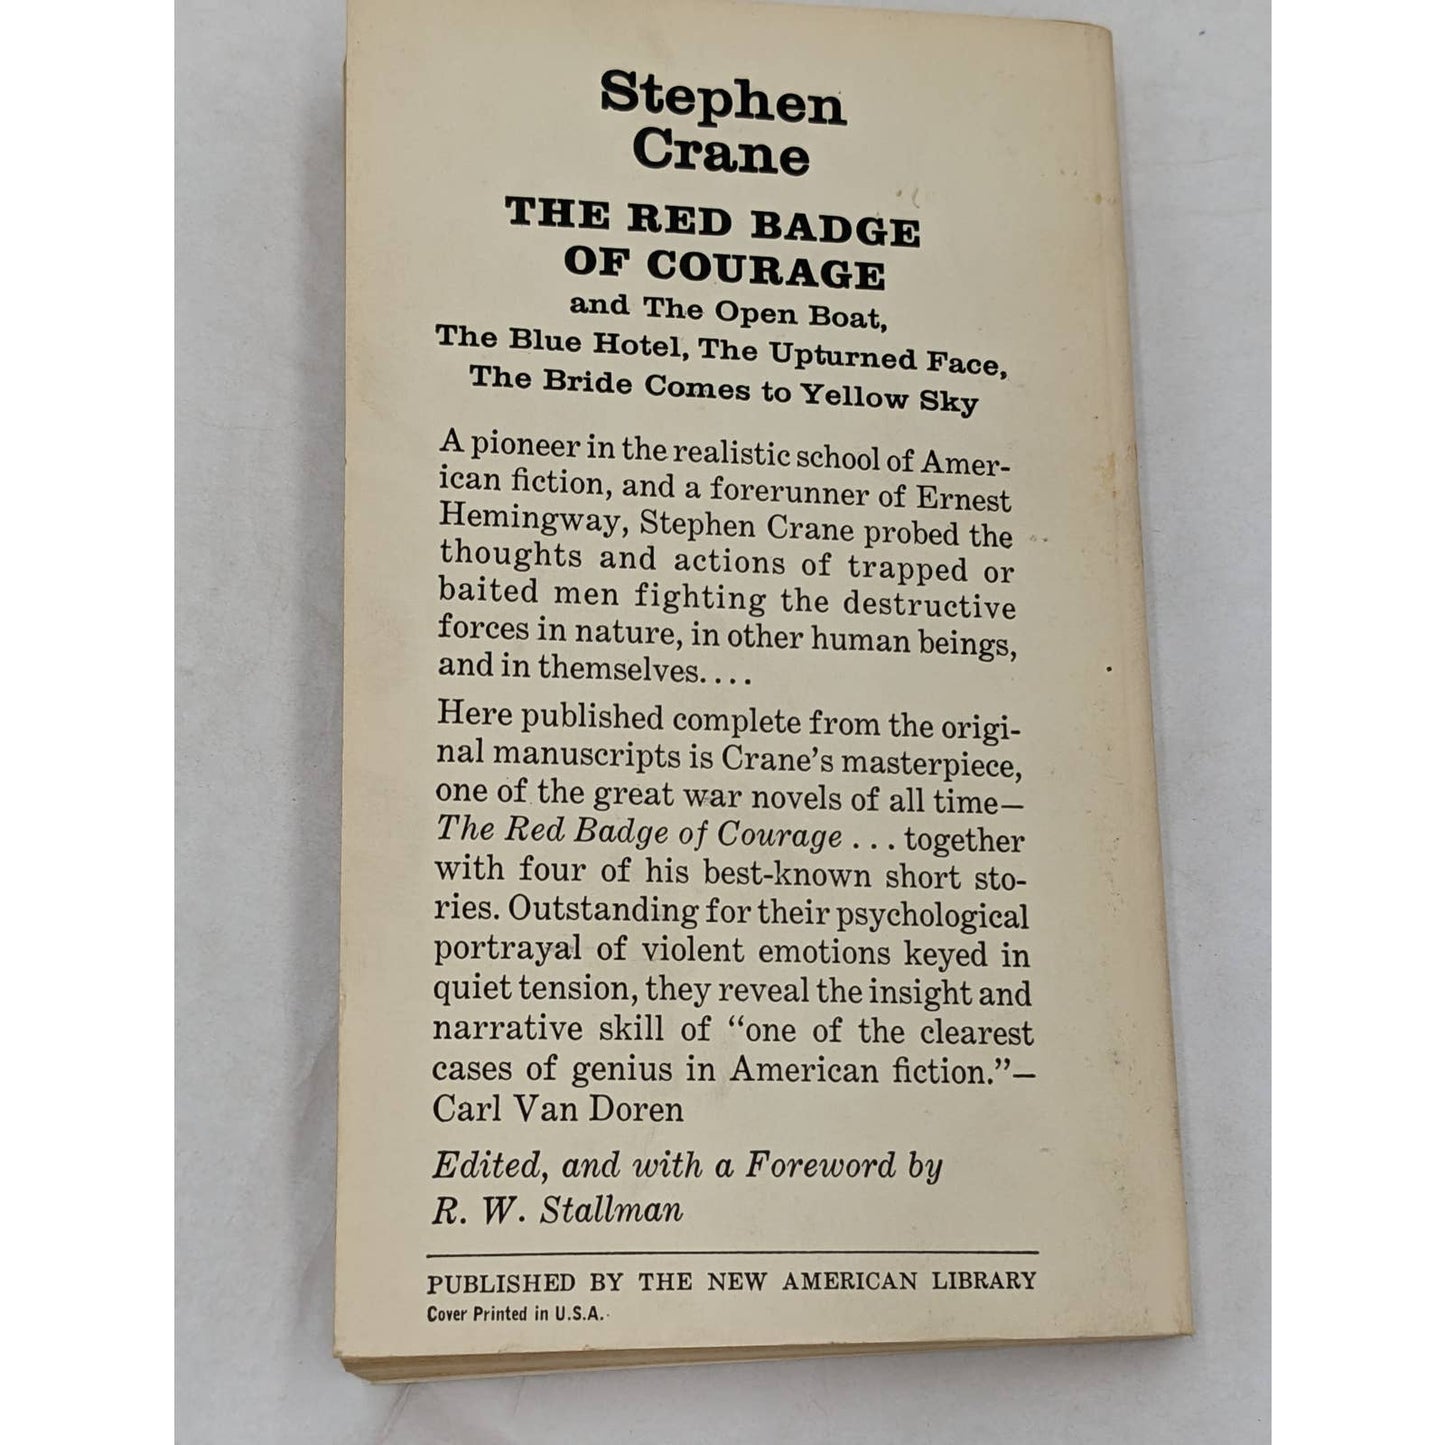 Stephen
Crane
THE RED BADGE
OF COURAGE
and The Open Boat,
The Blue Hotel, The Upturned Face,
The Bride Comes to Yellow Sky
A pioneer in the realistic school of Amer-
ican fiction, and a forerunner of Ernest
Hemingway, Stephen Crane probed the
thoughts and actions of trapped or
baited men fighting the destructive
forces in nature, in other human beings,
and in themselves....
Here published complete from the origi-
nal manuscripts is Crane's masterpiece,
one of the great war novels of all time—
The Red Badge of Courage . . . together
with four of his best-known short sto-
ries. Outstanding for their psychological
portrayal of violent emotions keyed in
quiet tension, they reveal the insight and
narrative skill of “one of the clearest
cases of genius in American fiction.”—
Carl Van Doren
Edited, and with a Foreword by
R. W. Stallman
PUBLISHED BY THE NEW AMERICAN LIBRARY
Cover Printed in U.S.A.